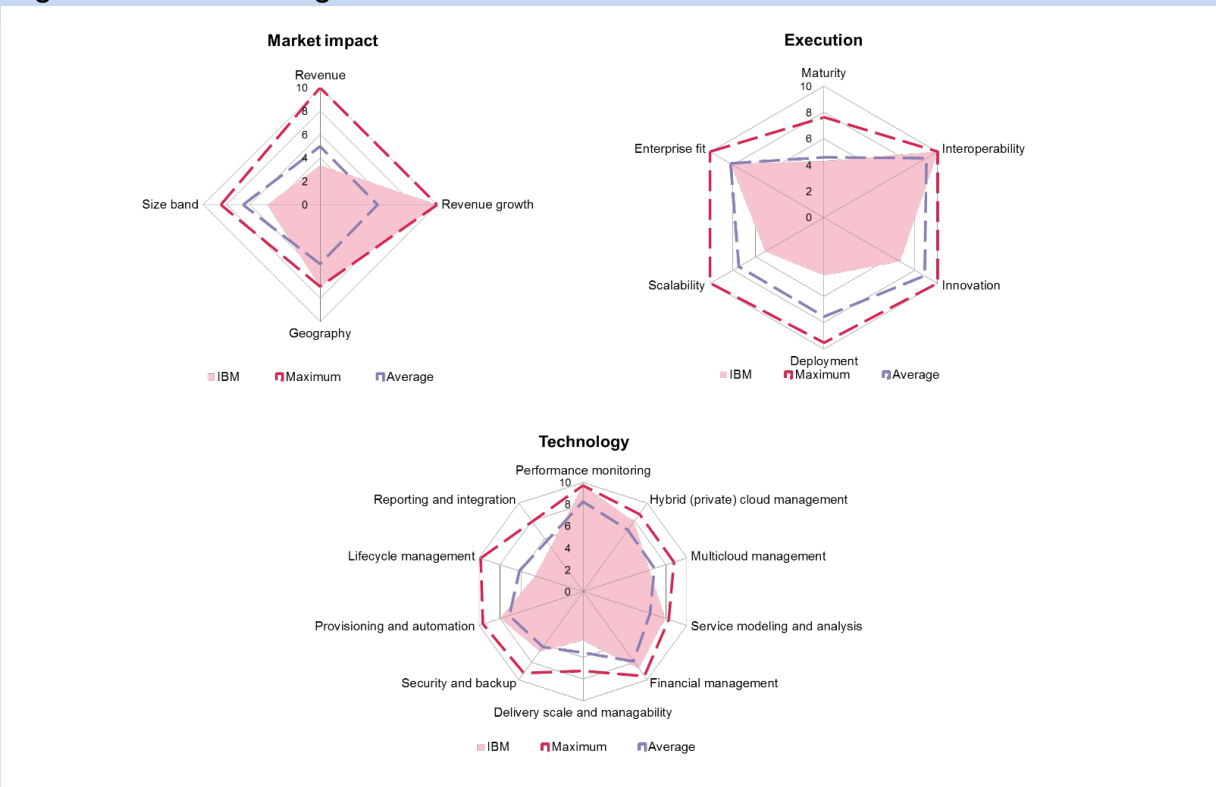 Market impact
Revenue
10
8
6
4
2
0
Size band
Revenue growth
Geography
IBM Maximum Average
Execution
Maturity
10
8
6
4
2
0
Enterprise fit
Interoperability
Scalability
Innovation
Deployment
IBM Maximum Average
Technology
Performance monitoring
10
8
6
4
2
0
Reporting and integration
Hybrid (private) cloud management
Lifecycle management
Multicloud management
Provisioning and automation
Service modeling and analysis
Security and backup
Financial management
Delivery scale and managability
IBM Maximum Average